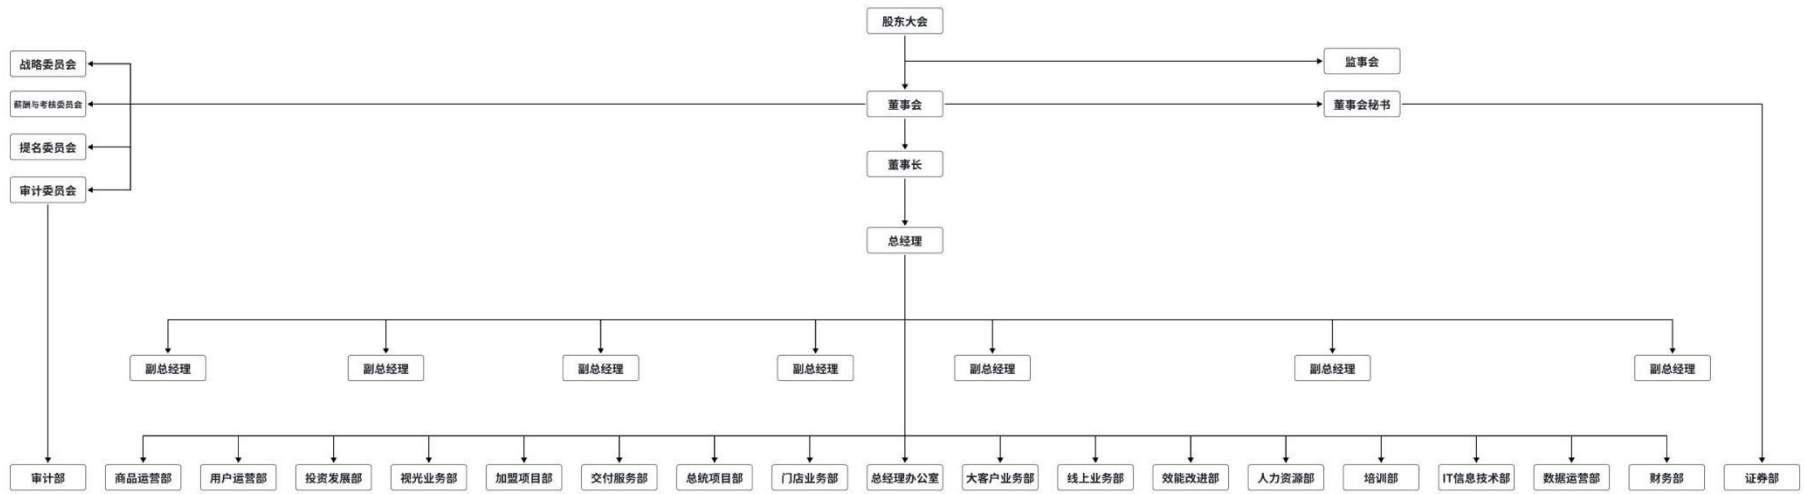 股东大会
战略委员会
监事会
薪酬与考核委员会
董事会
董事会秘书
提名委员会
董事长
审计委员会
总经理
副总经理
副总经理
副总经理
副总经理
副总经理
副总经理
副总经理
审计部
商品运营部
用户运营部
投资发展部
视光业务部
加盟项目部
交付服务部
总统项目部
门店业务部
总经理办公室
大客户业务部
线上业务部
效能改进部
人力资源部
培训部
IT信息技术部
数据运营部
财务部
证券部